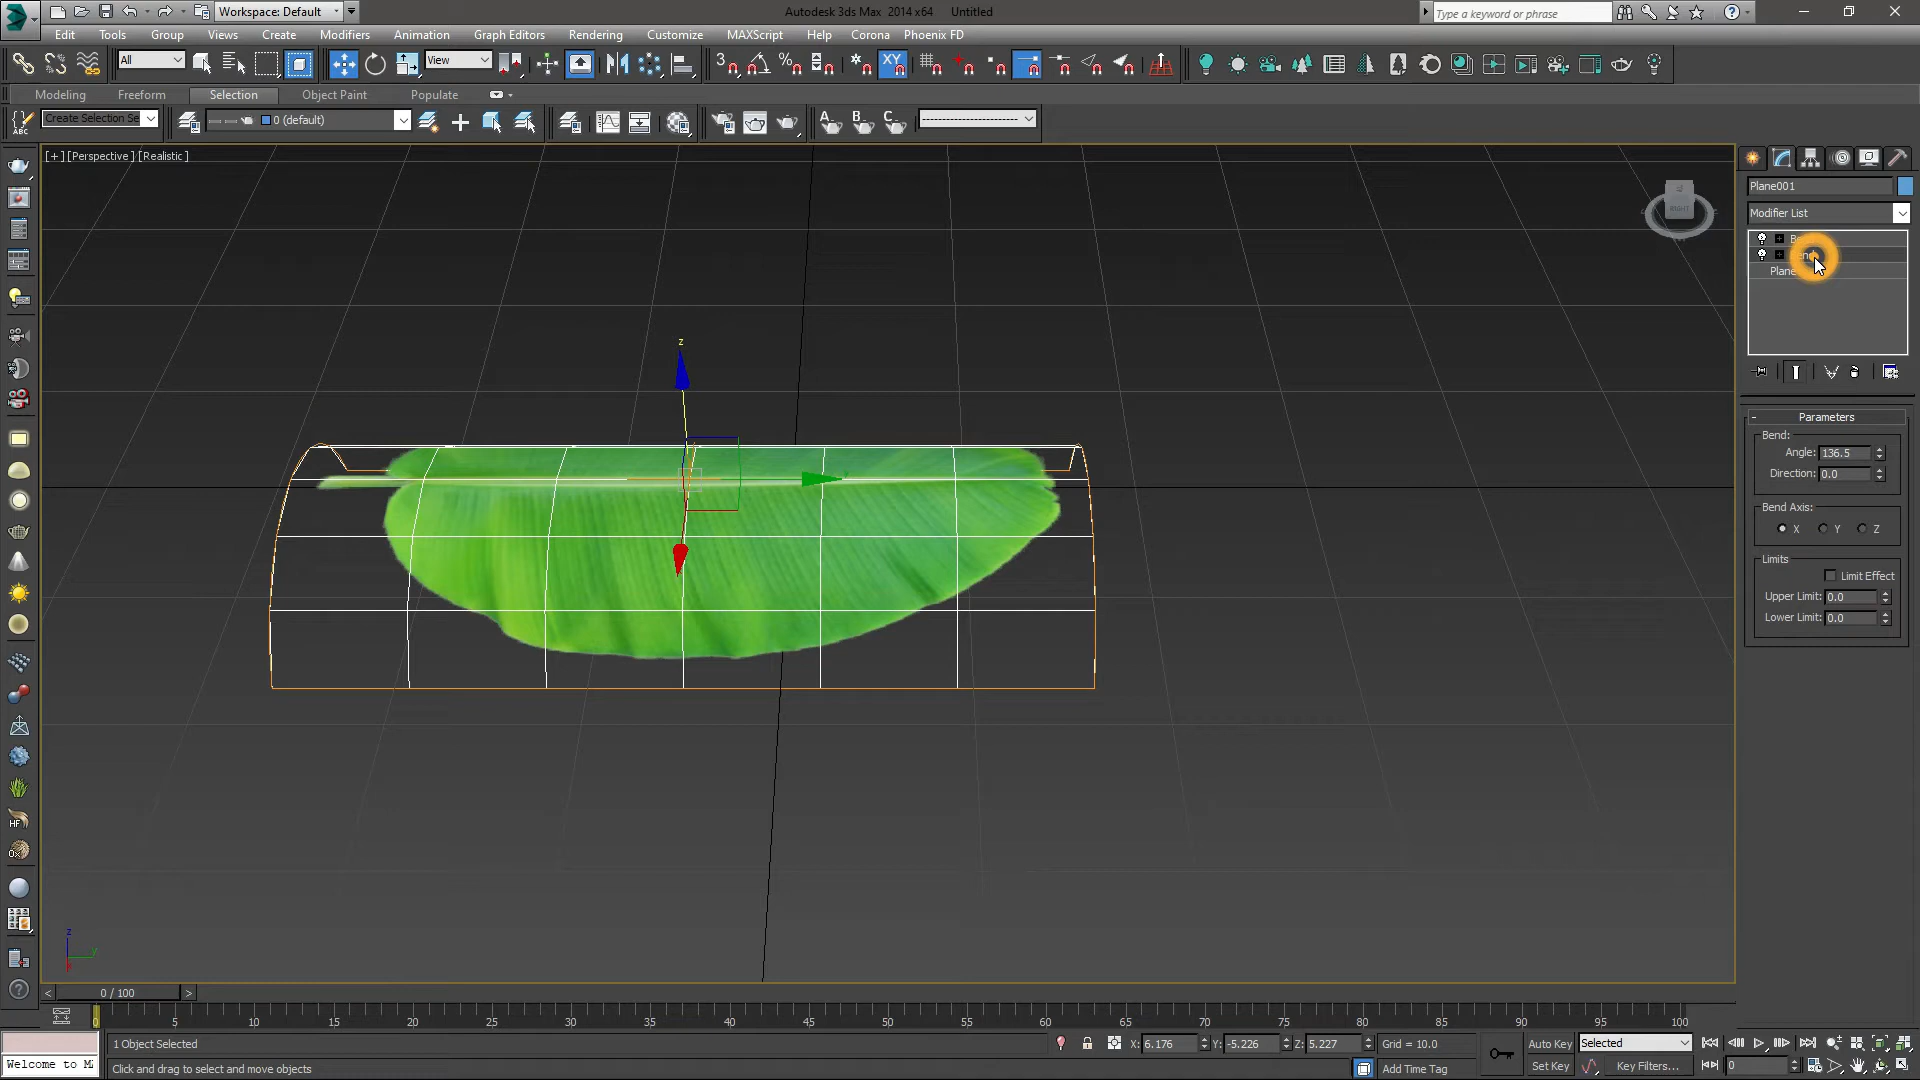 Workspace: Default
Autodesk 3ds Max 2014 x64 Untitled
Type a keyword or phrase
Edit Tools Group Views Create Modifiers Animation Graph Editors Rendering Customize MAXScript Help Corona Phoenix FD
All
View
XY
Modeling Freeform Selection Object Paint Populate
ABC
Create Selection Se
0 (default)
A B C
[+] [Perspective] [Realistic]
RIGHT
Plane001
Modifier List
Plane
Parameters
Bend:
Angle: 136.5
Direction: 0.0
Bend Axis:
X Y Z
Limits
Limit Effect
Upper Limit: 0.0
Lower Limit: 0.0
z
HF
z
0 / 100
5 10 15 20 25 30 35 40 45 50 55 60 65 70 75 80 85 90 95 100
1 Object Selected
X: 6.176 Y: -5.226 Z: 5.227 Grid = 10.0
Auto Key Selected
Welcome to M
Click and drag to select and move objects
Add Time Tag
Set Key Key Filters... 0